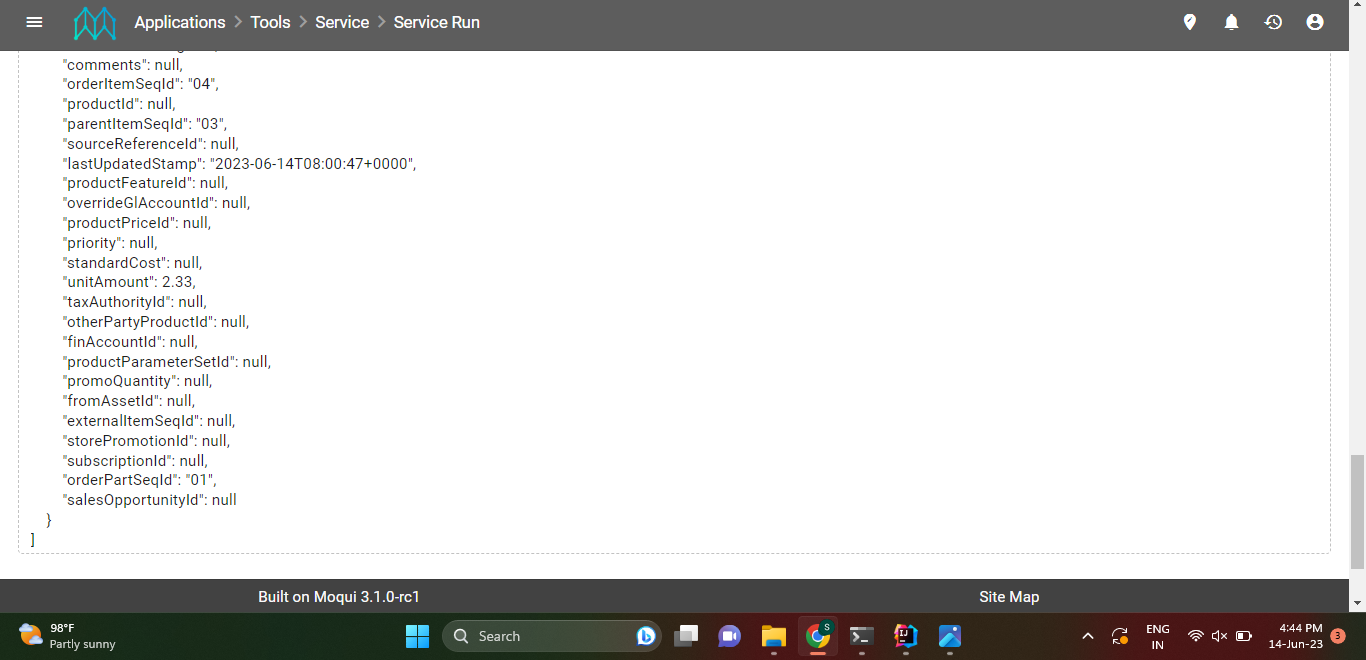 Applications > Tools > Service > Service Run
"comments": null,
"orderItemSeqId": "04",
"productId": null,
"parentItemSeqId": "03",
"sourceReferenceId": null,
"lastUpdatedStamp": "2023-06-14T08:00:47+0000",
"productFeatureId": null,
"overrideGlAccountId": null,
"productPriceId": null,
"priority": null,
"standardCost": null,
"unitAmount": 2.33,
"taxAuthorityId": null,
"otherPartyProductId": null,
"finAccountId": null,
"productParameterSetId": null,
"promoQuantity": null,
"fromAssetId": null,
"externalItemSeqId": null,
"storePromotionId": null,
"subscriptionId": null,
"orderPartSeqId": "01",
"salesOpportunityId": null
}
]
Built on Moqui 3.1.0-rc1
Site Map
98°F
Partly sunny
Search
S
ENG
IN
4:44 PM
14-Jun-23
3